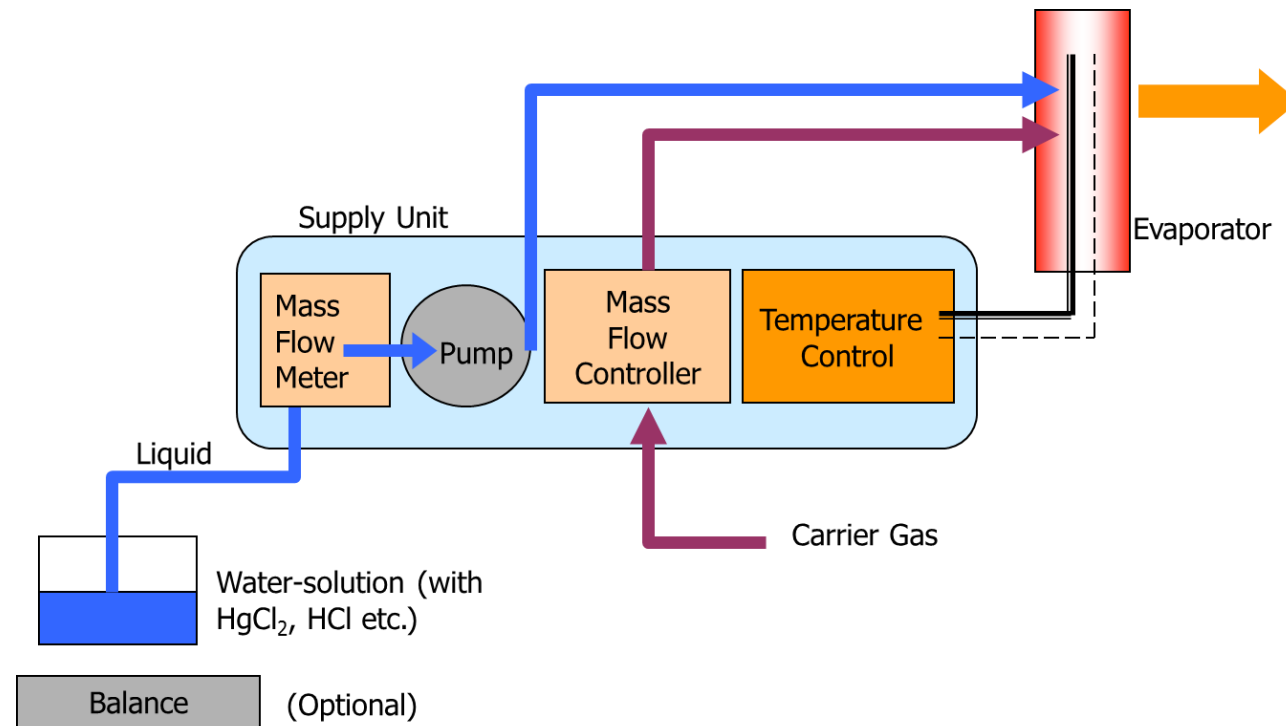 Supply Unit
Evaporator
Mass
Flow
Meter
Pump
Mass
Flow
Controller
Temperature
Control
Liquid
Carrier Gas
Water-solution (with
HgCl₂, HCl etc.)
Balance
(Optional)